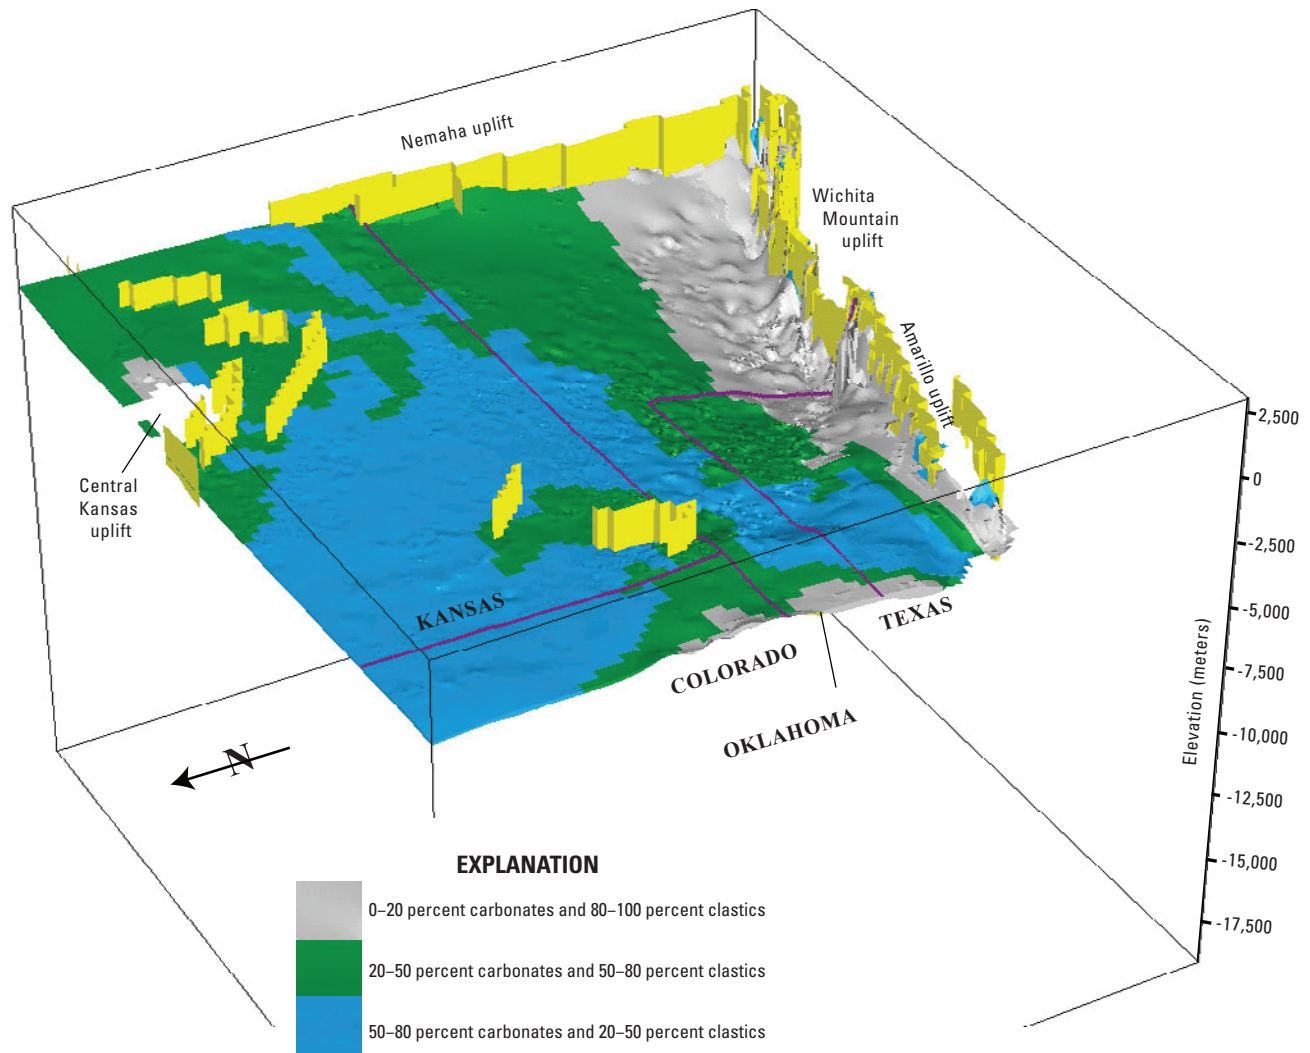 Nemaha uplift
Wichita
Mountain
uplift
Amarillo uplift
Central
Kansas
uplift
2,500
0
-2,500
-5,000
-7,500
-10,000
-12,500
-15,000
-17,500
Elevation (meters)
KANSAS
TEXAS
COLORADO
OKLAHOMA
N
EXPLANATION
0–20 percent carbonates and 80–100 percent clastics
20–50 percent carbonates and 50–80 percent clastics
50–80 percent carbonates and 20–50 percent clastics